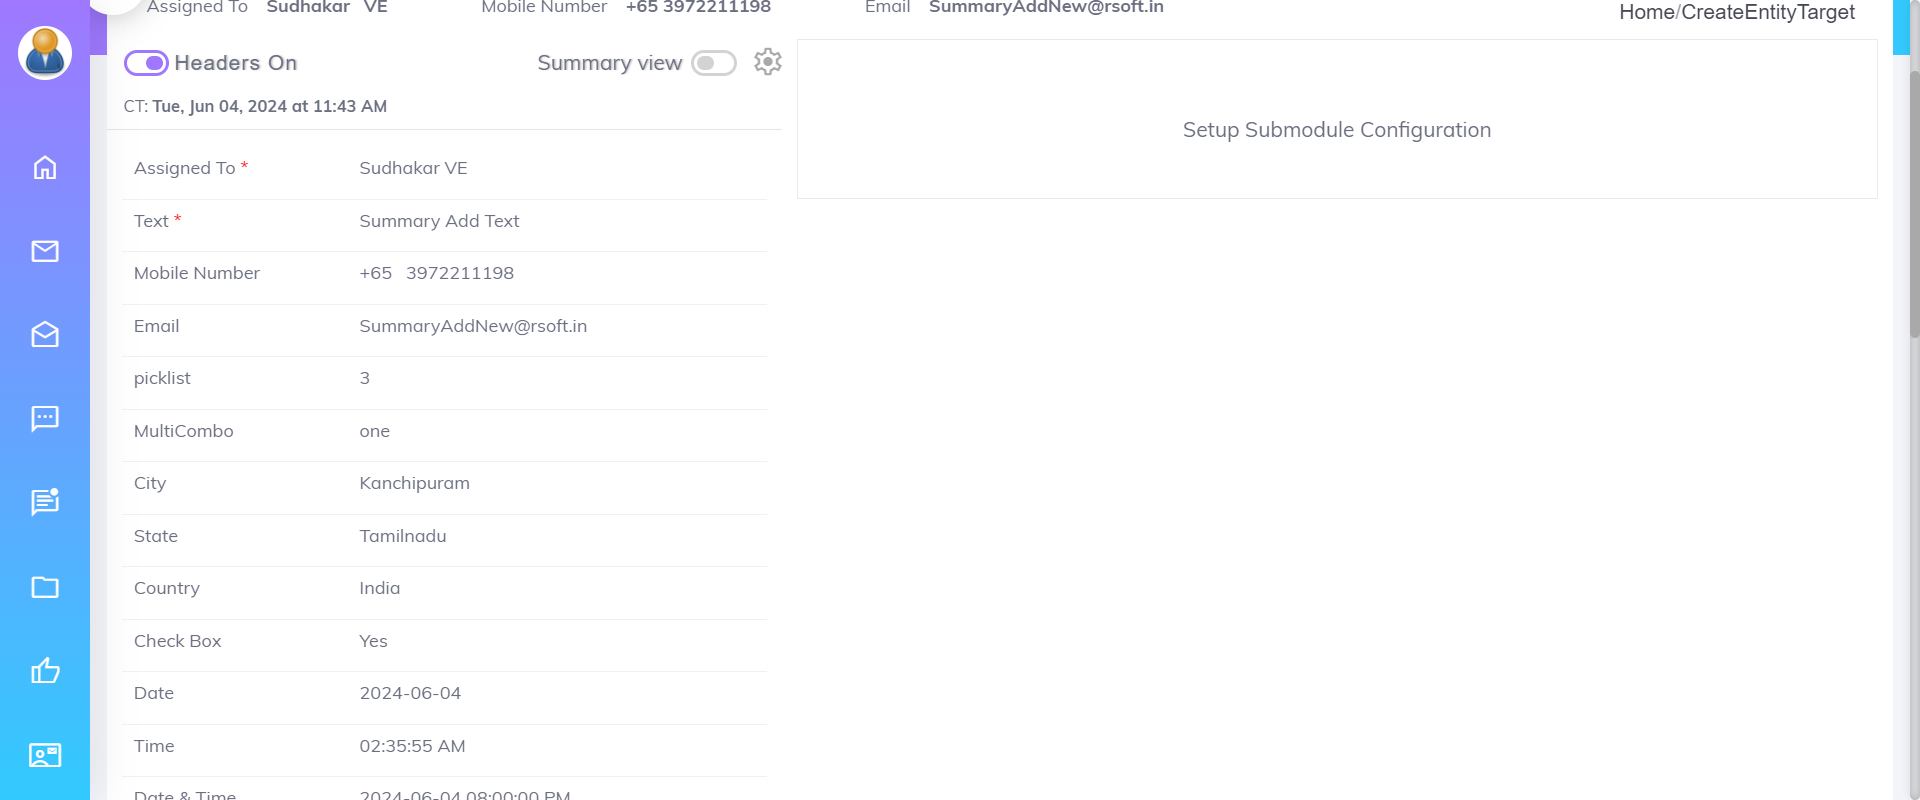 Assigned To Sudhakar VE Mobile Number +65 3972211198 Email SummaryAddNew@rsoft.in Home/CreateEntityTarget
Headers On Summary view
CT: Tue, Jun 04, 2024 at 11:43 AM
Setup Submodule Configuration
Assigned To * Sudhakar VE
Text * Summary Add Text
Mobile Number +65 3972211198
Email SummaryAddNew@rsoft.in
picklist 3
MultiCombo one
City Kanchipuram
State Tamilnadu
Country India
Check Box Yes
Date 2024-06-04
Time 02:35:55 AM
Date & Time 2024-06-04 08:00:00 PM